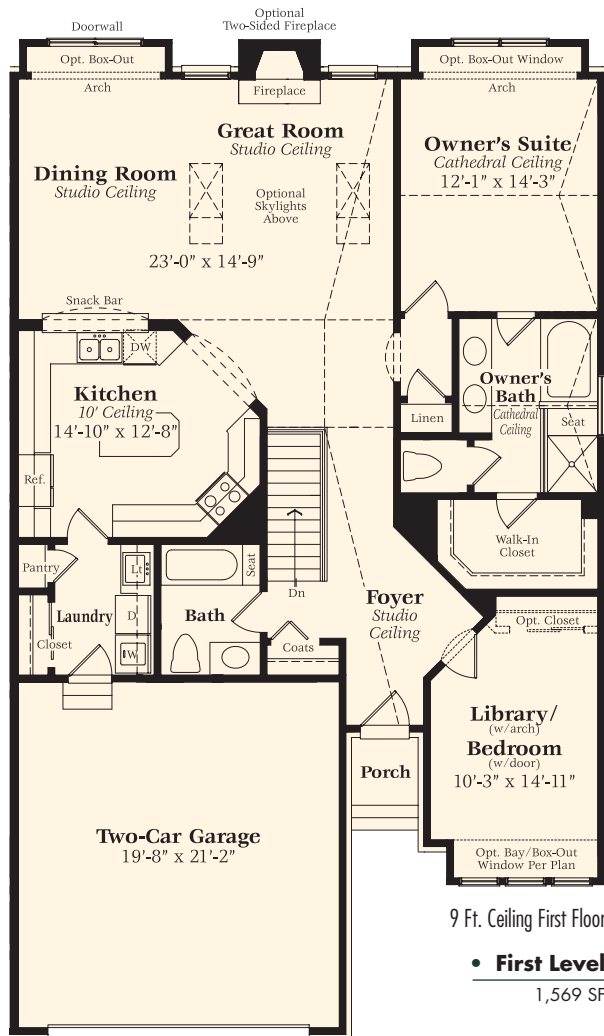 Optional
Two-Sided Fireplace
Doorwall
Opt. Box-Out
Arch
Fireplace
Opt. Box-Out Window
Arch
Great Room
Studio Ceiling
Dining Room
Studio Ceiling
Optional
Skylights
Above
23'-0" x 14'-9"
Owner's Suite
Cathedral Ceiling
12'-1" x 14'-3"
Snack Bar
DW
Kitchen
10' Ceiling
14'-10" x 12'-8"
Ref.
Linen
Owner's
Bath
Cathedral
Ceiling
Seat
Walk-In
Closet
Pantry
Lt
Laundry
D
W
Closet
Seat
Bath
Dn
Coats
Foyer
Studio
Ceiling
Opt. Closet
Library/
(w/arch)
Bedroom
(w/door)
10'-3" x 14'-11"
Porch
Two-Car Garage
19'-8" x 21'-2"
Opt. Bay/Box-Out
Window Per Plan
9 Ft. Ceiling First Floor
• First Level
1,569 SF